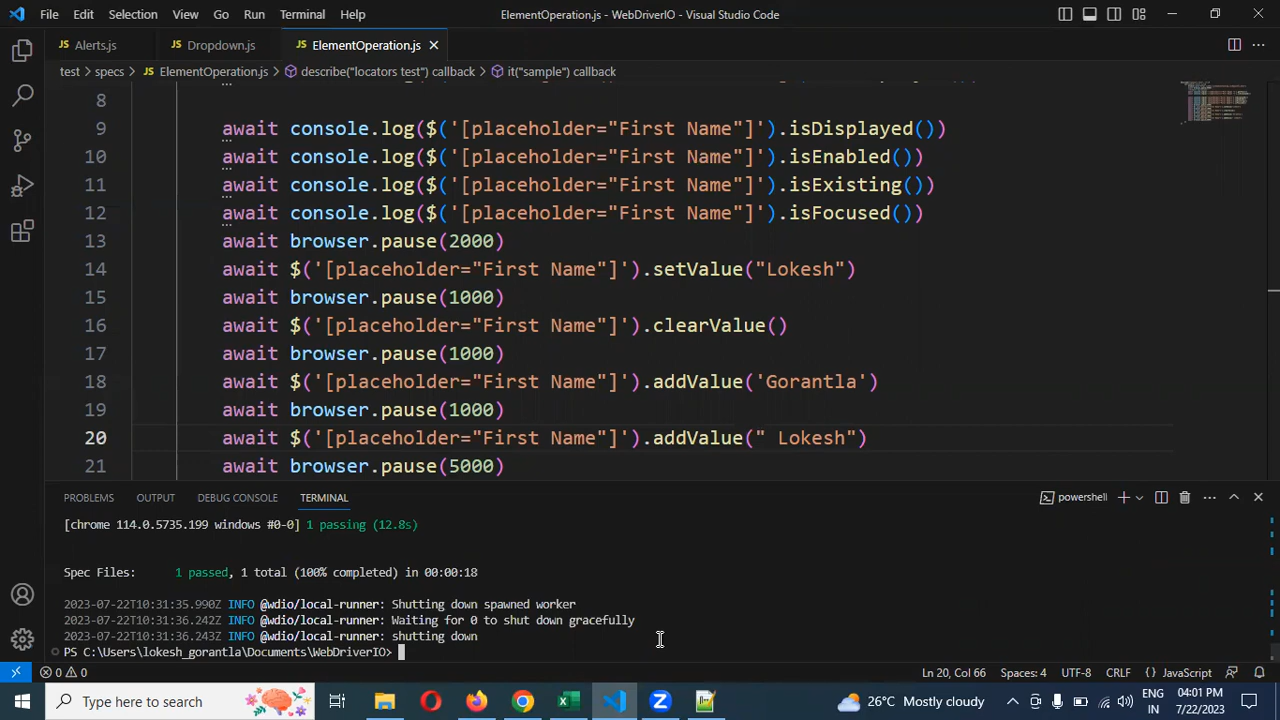 File Edit Selection View Go Run Terminal Help ElementOperation.js - WebDriverIO - Visual Studio Code
JS Alerts.js JS Dropdown.js JS ElementOperation.js
test > specs > JS ElementOperation.js > describe("locators test") callback > it("sample") callback
8
9 await console.log($('[placeholder="First Name"]').isDisplayed())
10 await console.log($('[placeholder="First Name"]').isEnabled())
11 await console.log($('[placeholder="First Name"]').isExisting())
12 await console.log($('[placeholder="First Name"]').isFocused())
13 await browser.pause(2000)
14 await $('[placeholder="First Name"]').setValue("Lokesh")
15 await browser.pause(1000)
16 await $('[placeholder="First Name"]').clearValue()
17 await browser.pause(1000)
18 await $('[placeholder="First Name"]').addValue('Gorantla')
19 await browser.pause(1000)
20 await $('[placeholder="First Name"]').addValue(" Lokesh")
21 await browser.pause(5000)
PROBLEMS OUTPUT DEBUG CONSOLE TERMINAL powershell
[chrome 114.0.5735.199 windows #0-0] 1 passing (12.8s)
Spec Files: 1 passed, 1 total (100% completed) in 00:00:18
2023-07-22T10:31:35.990Z INFO @wdio/local-runner: Shutting down spawned worker
2023-07-22T10:31:36.242Z INFO @wdio/local-runner: Waiting for 0 to shut down gracefully
2023-07-22T10:31:36.243Z INFO @wdio/local-runner: shutting down
PS C:\Users\lokesh_gorantla\Documents\WebDriverIO>
0 0 Ln 20, Col 66 Spaces: 4 UTF-8 CRLF JavaScript
Type here to search 26°C Mostly cloudy ENG IN 04:01 PM 7/22/2023